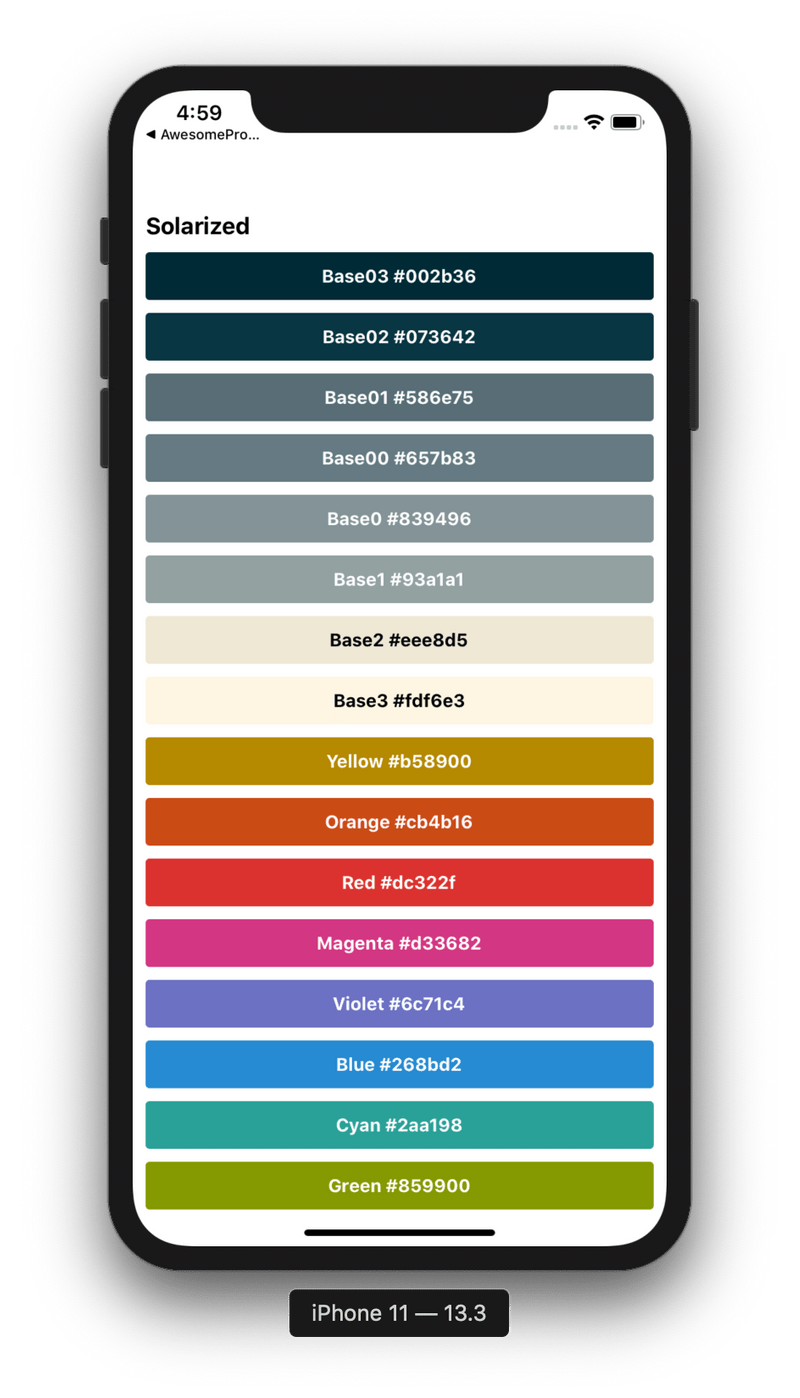 4:59
◀ AwesomePro...
Solarized
Base03 #002b36
Base02 #073642
Base01 #586e75
Base00 #657b83
Base0 #839496
Base1 #93a1a1
Base2 #eee8d5
Base3 #fdf6e3
Yellow #b58900
Orange #cb4b16
Red #dc322f
Magenta #d33682
Violet #6c71c4
Blue #268bd2
Cyan #2aa198
Green #859900
iPhone 11 — 13.3